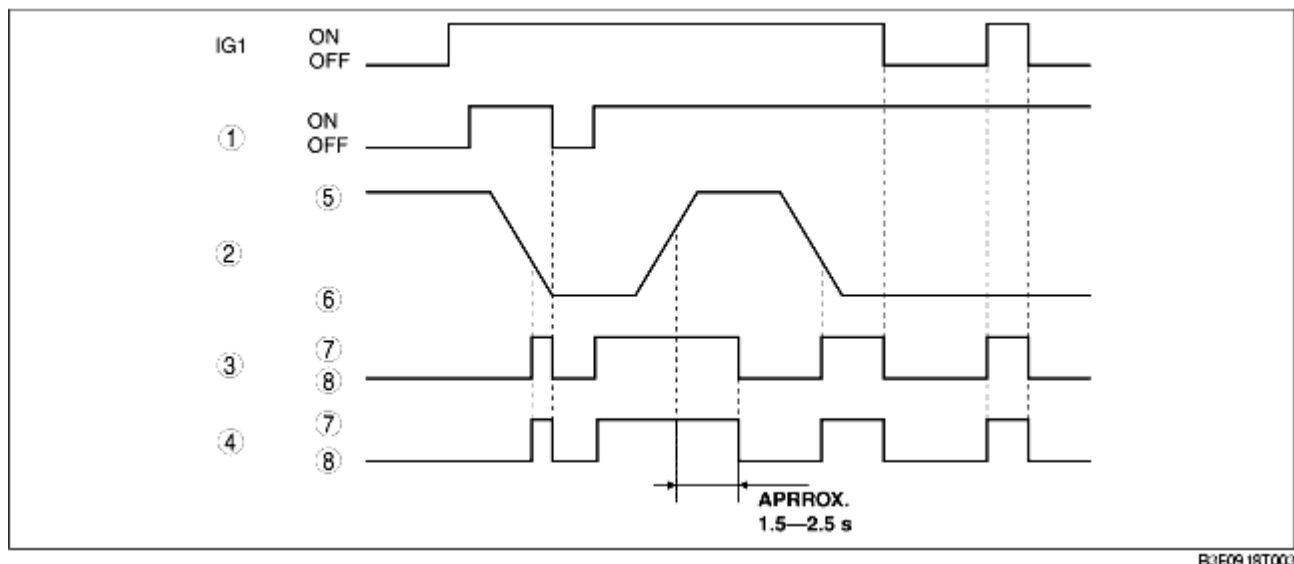 IG1
ON
OFF
①
ON
OFF
②
⑤
⑥
③
⑦
⑧
④
⑦
⑧
APRROX.
1.5—2.5 s
B3E0918T003